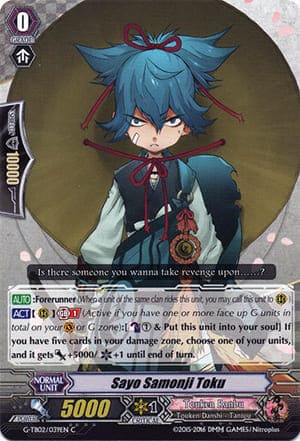 0
10000
Is there someone you wanna take revenge upon......?
AUTO :Forerunner (When a unit of the same clan rides this unit, you may call this unit to
ACT GB 1 (Active if you have one or more face up G units in
total on your or G zone): [ ① & Put this unit into your soul] If
you have five cards in your damage zone, choose one of your units,
and it gets +5000/ +1 until end of turn.
NORMAL UNIT
Sayo Samonji Toku
5000
1
CRITICAL
Touken Ranbu
Touken Danshi - Tantou
G-TB02/039EN C
©2015-2016 DMM GAMES/Nitroplus